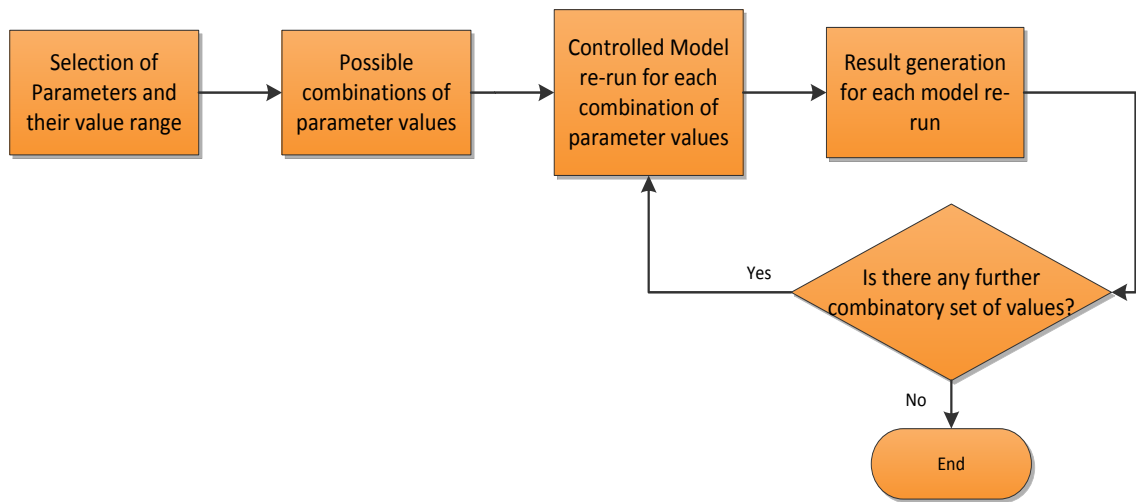 Selection of
Parameters and
their value range
Possible
combinations of
parameter values
Controlled Model
re-run for each
combination of
parameter values
Result generation
for each model re-
run
Is there any further
combinatory set of values?
Yes
No
End